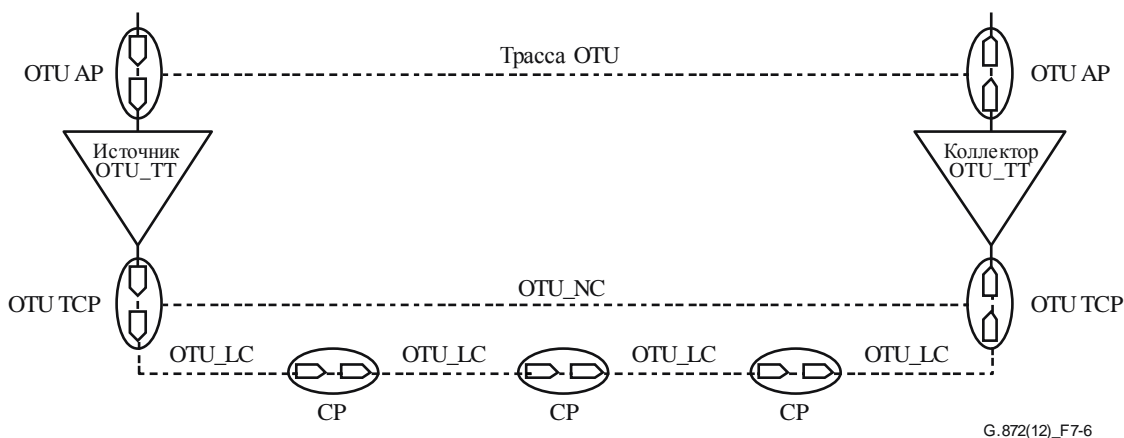 Трасса OTU
OTU AP
OTU AP
Источник
OTU_TT
Коллектор
OTU_TT
OTU_NC
OTU TCP
OTU TCP
OTU_LC
OTU_LC
OTU_LC
OTU_LC
CP
CP
CP
G.872(12)_F7-6